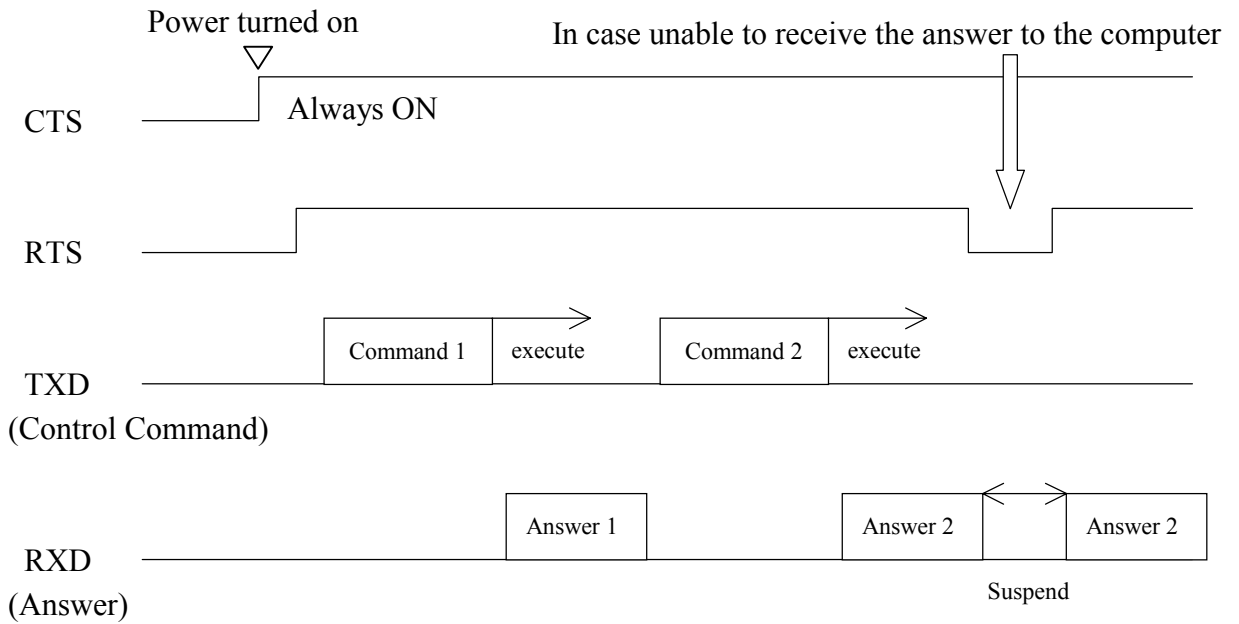 Power turned on
In case unable to receive the answer to the computer
CTS
Always ON
RTS
Command 1
execute
Command 2
execute
TXD
(Control Command)
Answer 1
Answer 2
Answer 2
RXD
Suspend
(Answer)